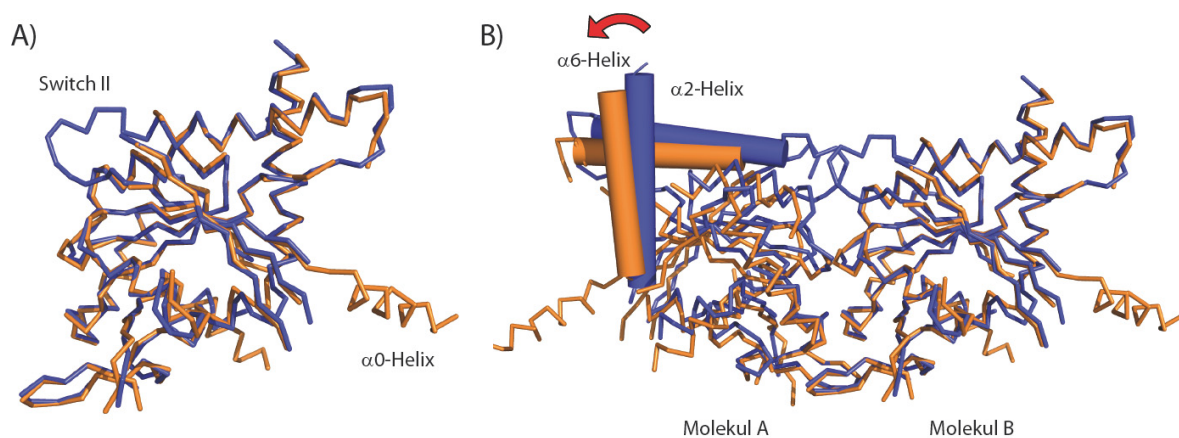 A)
Switch II
α0-Helix
B)
α6-Helix
α2-Helix
Molekul A
Molekul B